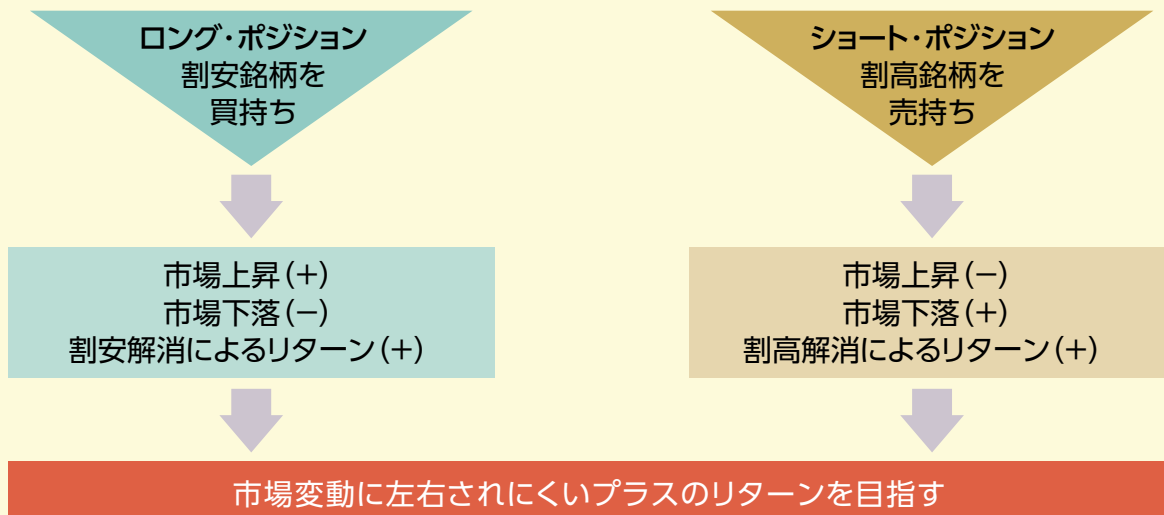 ロング・ポジション
割安銘柄を
買持ち
ショート・ポジション
割高銘柄を
売持ち
市場上昇(+)
市場下落(−)
割安解消によるリターン(+)
市場上昇(−)
市場下落(+)
割高解消によるリターン(+)
市場変動に左右されにくいプラスのリターンを目指す